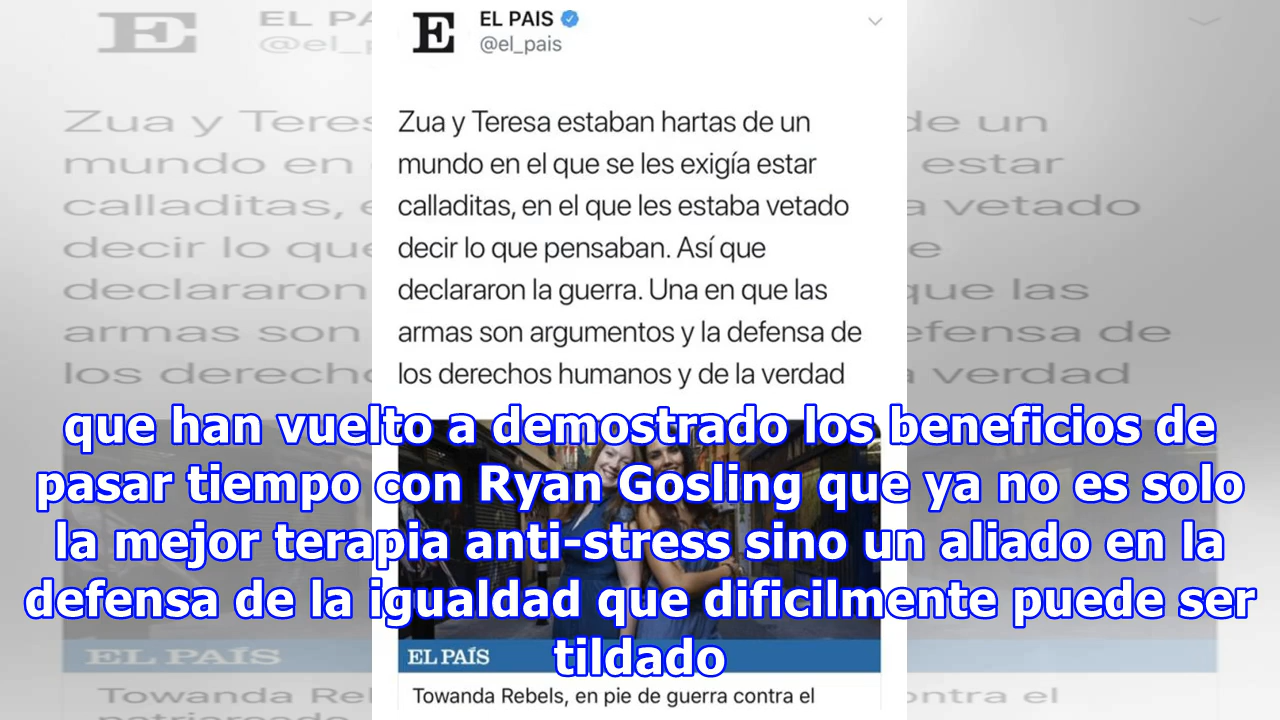 EL PAIS
@el_pais
Zua y Teresa estaban hartas de un
mundo en el que se les exigía estar
calladitas, en el que les estaba vetado
decir lo que pensaban. Así que
declararon la guerra. Una en que las
armas son argumentos y la defensa de
los derechos humanos y de la verdad
que han vuelto a demostrado los beneficios de
pasar tiempo con Ryan Gosling que ya no es solo
la mejor terapia anti-stress sino un aliado en la
defensa de la igualdad que dificilmente puede ser
tildado
EL PAÍS
Towanda Rebels, en pie de guerra contra el